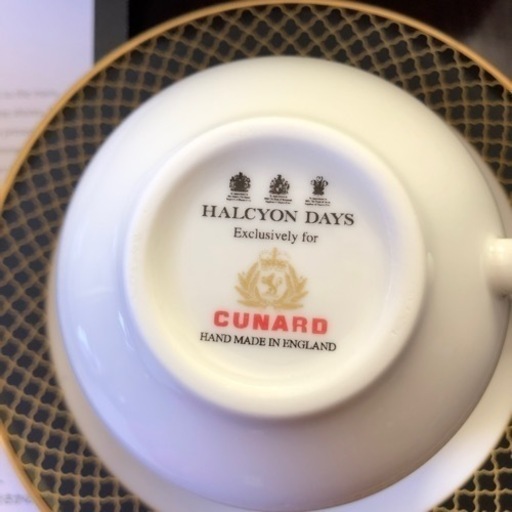 HALCYON DAYS
Exclusively for
CUNARD
HAND MADE IN ENGLAND